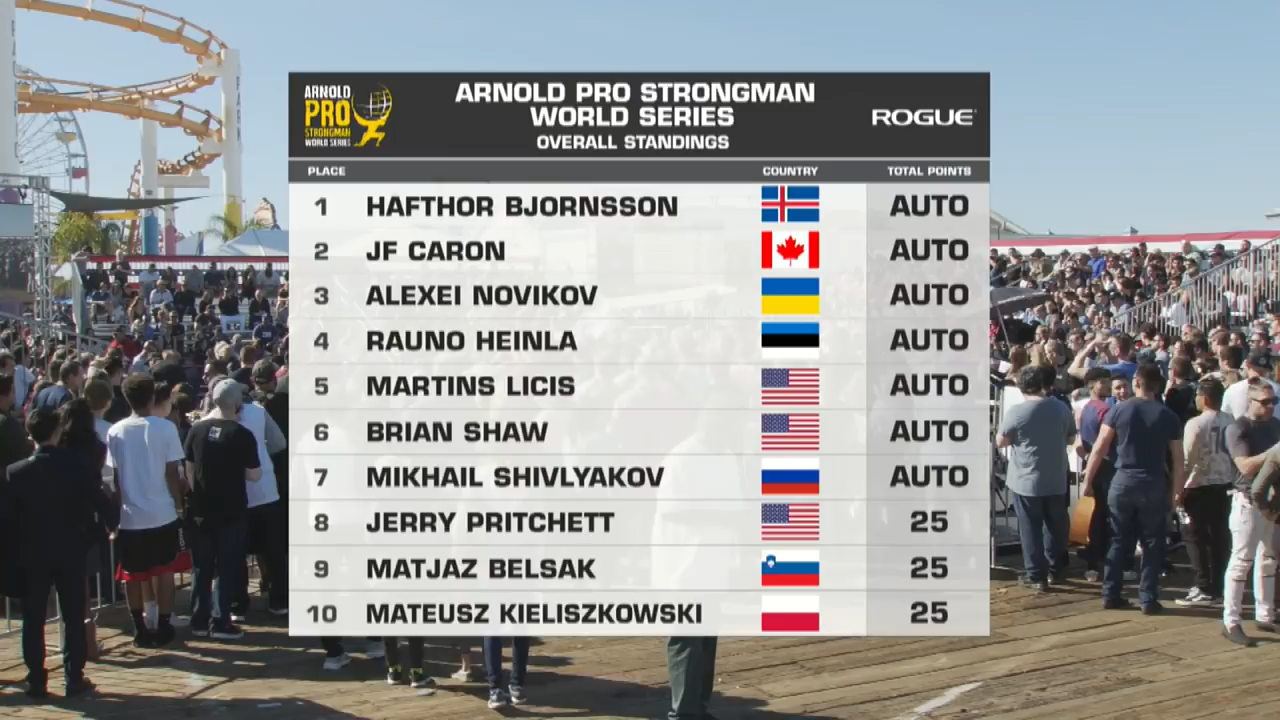 ARNOLD
PRO
STRONGMAN
WORLD SERIES
ARNOLD PRO STRONGMAN
WORLD SERIES
OVERALL STANDINGS
ROGUE
PLACE COUNTRY TOTAL POINTS
1 HAFTHOR BJORNSSON AUTO
2 JF CARON AUTO
3 ALEXEI NOVIKOV AUTO
4 RAUNO HEINLA AUTO
5 MARTINS LICIS AUTO
6 BRIAN SHAW AUTO
7 MIKHAIL SHIVLYAKOV AUTO
8 JERRY PRITCHETT 25
9 MATJAZ BELSAK 25
10 MATEUSZ KIELISZKOWSKI 25